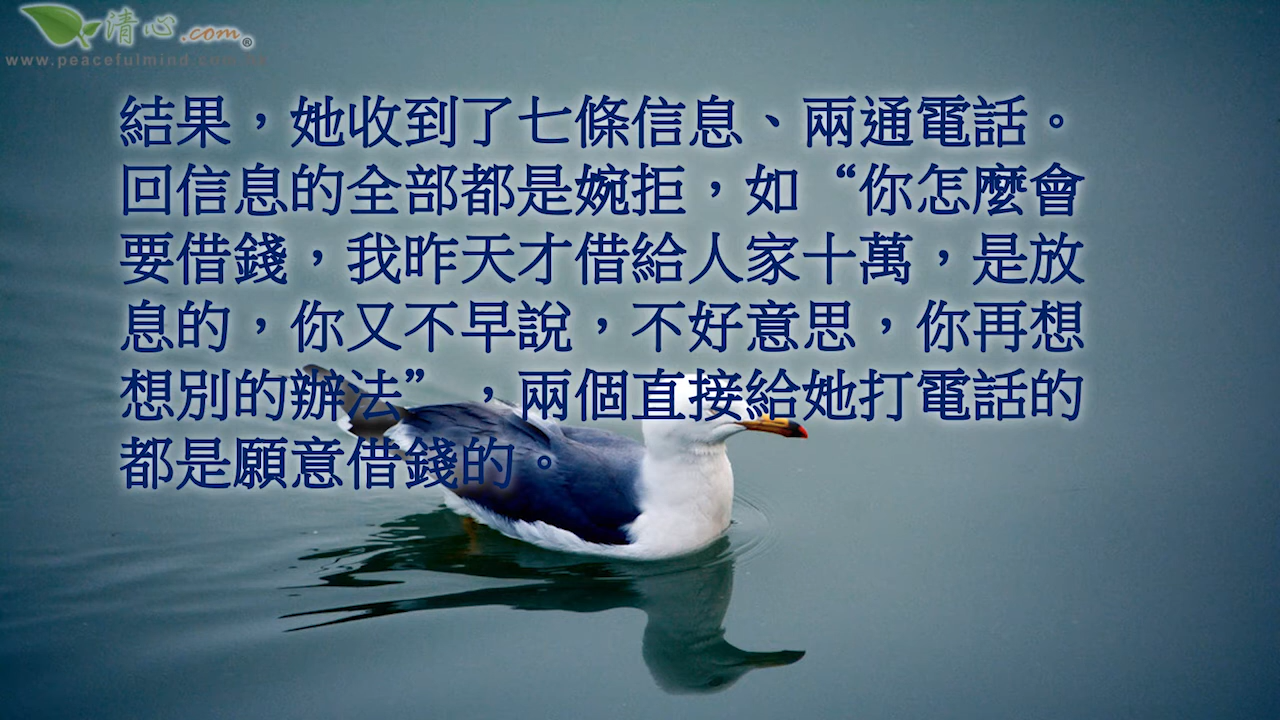 清心.com®
www.peacefulmind.com
結果，她收到了七條信息、兩通電話。
回信息的全部都是婉拒，如“你怎麼會
要借錢，我昨天才借給人家十萬，是放
息的，你又不早說，不好意思，你再想
想別的辦法”，兩個直接給她打電話的
都是願意借錢的。